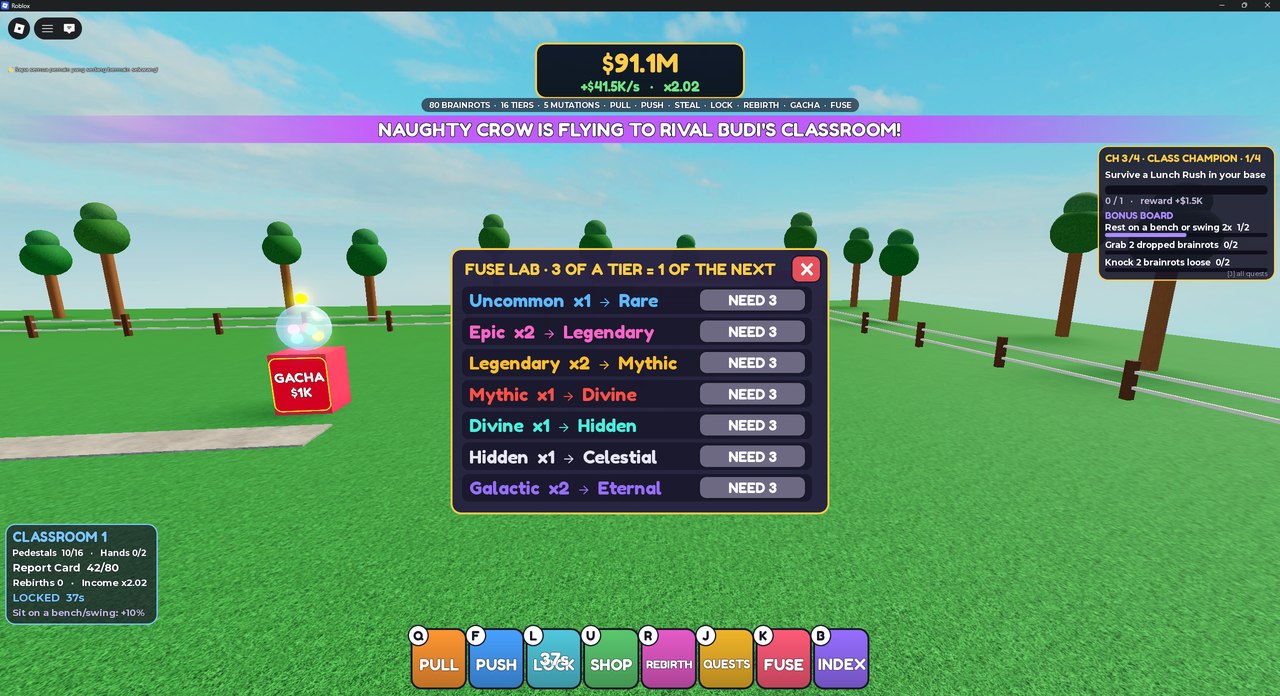 Roblox
Sapa semua pemain yang sedang bermain sekarang!
$91.1M
+$41.5K/s · x2.02
80 BRAINROTS · 16 TIERS · 5 MUTATIONS · PULL · PUSH · STEAL · LOCK · REBIRTH · GACHA · FUSE
NAUGHTY CROW IS FLYING TO RIVAL BUDI'S CLASSROOM!
CH 3/4 · CLASS CHAMPION · 1/4
Survive a Lunch Rush in your base
0 / 1 · reward +$1.5K
BONUS BOARD
Rest on a bench or swing 2x 1/2
Grab 2 dropped brainrots 0/2
Knock 2 brainrots loose 0/2
[J] all quests
FUSE LAB · 3 OF A TIER = 1 OF THE NEXT X
Uncommon x1 → Rare NEED 3
Epic x2 → Legendary NEED 3
Legendary x2 → Mythic NEED 3
Mythic x1 → Divine NEED 3
Divine x1 → Hidden NEED 3
Hidden x1 → Celestial NEED 3
Galactic x2 → Eternal NEED 3
GACHA
$1K
CLASSROOM 1
Pedestals 10/16 · Hands 0/2
Report Card 42/80
Rebirths 0 · Income x2.02
LOCKED 37s
Sit on a bench/swing: +10%
Q F L U R J K B
37s
PULL PUSH LOCK SHOP REBIRTH QUESTS FUSE INDEX